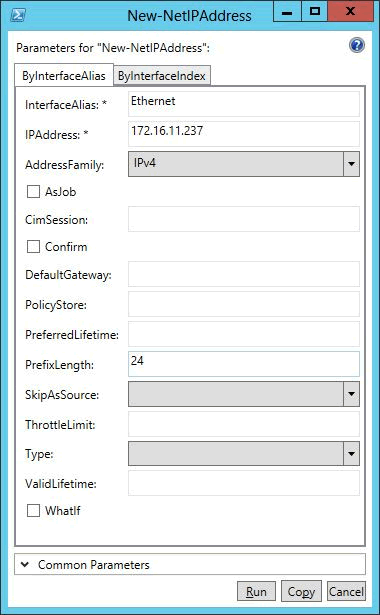 New-NetIPAddress
Parameters for "New-NetIPAddress":
ByInterfaceAlias ByInterfaceIndex
InterfaceAlias: * Ethernet
IPAddress: * 172.16.11.237
AddressFamily: IPv4
AsJob
CimSession:
Confirm
DefaultGateway:
PolicyStore:
PreferredLifetime:
PrefixLength: 24
SkipAsSource:
ThrottleLimit:
Type:
ValidLifetime:
WhatIf
Common Parameters
Run Copy Cancel